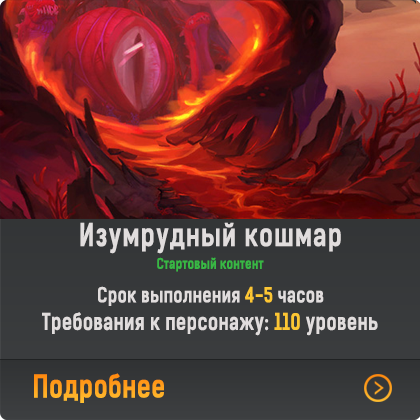 Изумрудный кошмар
Стартовый контент
Срок выполнения 4-5 часов
Требования к персонажу: 110 уровень
Подробнее